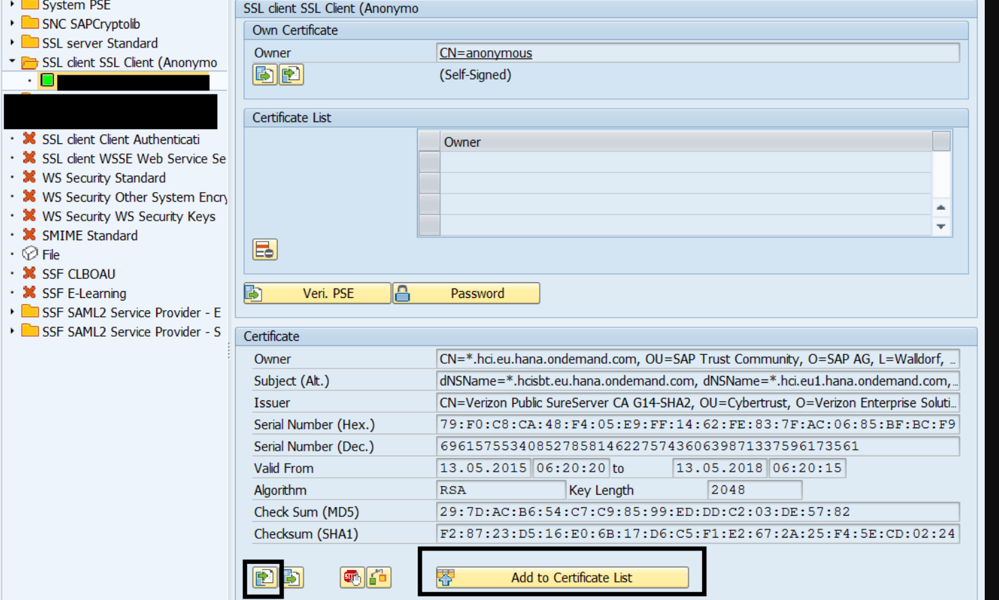 System PSE
SNC SAPCryptolib
SSL server Standard
SSL client SSL Client (Anonymo
SSL client Client Authenticati
SSL client WSSE Web Service Se
WS Security Standard
WS Security Other System Encry
WS Security WS Security Keys
SMIME Standard
File
SSF CLBOAU
SSF E-Learning
SSF SAML2 Service Provider - E
SSF SAML2 Service Provider - S
SSL client SSL Client (Anonymo
Own Certificate
Owner CN=anonymous
(Self-Signed)
Certificate List
Owner
Veri. PSE Password
Certificate
Owner CN=*.hci.eu.hana.ondemand.com, OU=SAP Trust Community, O=SAP AG, L=Walldorf, ...
Subject (Alt.) dNSName=*.hcisbt.eu.hana.ondemand.com, dNSName=*.hci.eu1.hana.ondemand.com,...
Issuer CN=Verizon Public SureServer CA G14-SHA2, OU=Cybertrust, O=Verizon Enterprise Soluti...
Serial Number (Hex.) 79:F0:C8:CA:48:F4:05:E9:FF:14:62:FE:83:7F:AC:06:85:BF:BC:F9
Serial Number (Dec.) 696157553408527858146227574360639871337596173561
Valid From 13.05.2015 06:20:20 to 13.05.2018 06:20:15
Algorithm RSA Key Length 2048
Check Sum (MD5) 29:7D:AC:B6:54:C7:C9:85:99:ED:DD:C2:03:DE:57:82
Checksum (SHA1) F2:87:23:D5:16:E0:6B:17:D6:C5:F1:E2:67:2A:25:F4:5E:CD:02:24
Add to Certificate List